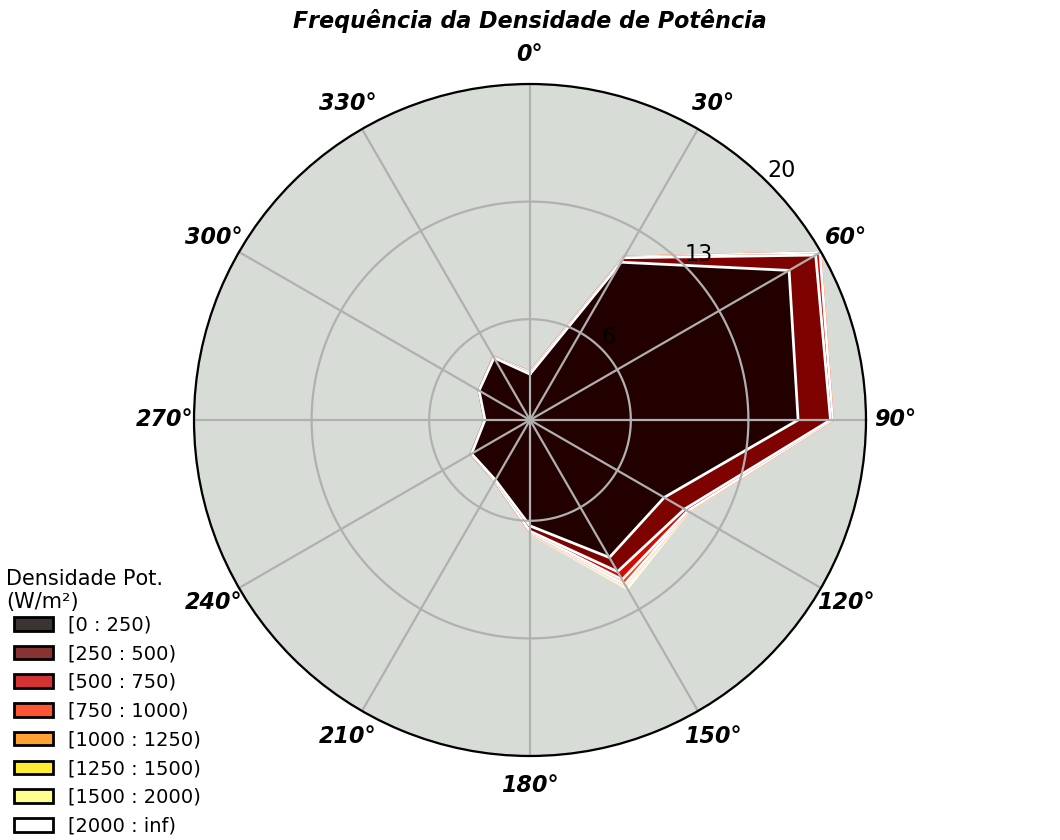 Frequência da Densidade de Potência
0°
330°
30°
20
300°
60°
13
6
270°
90°
240°
120°
210°
150°
180°
Densidade Pot.
(W/m²)
[0 : 250)
[250 : 500)
[500 : 750)
[750 : 1000)
[1000 : 1250)
[1250 : 1500)
[1500 : 2000)
[2000 : inf)